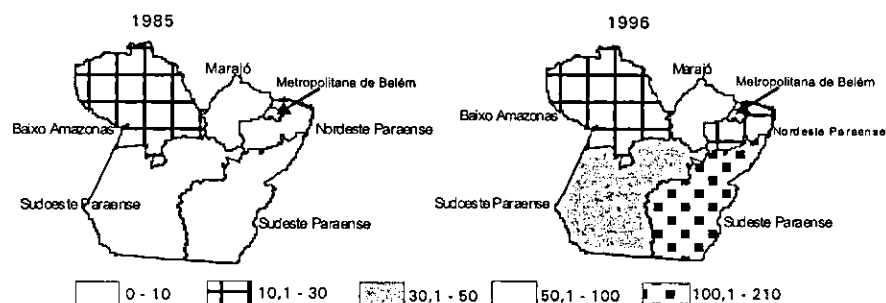 1985
Marajó
Metropolitana de Belém
Baixo Amazonas
Nordeste Paraense
Sudoeste Paraense
Sudeste Paraense
1996
Marajó
Metropolitana de Belém
Baixo Amazonas
Nordeste Paraense
Sudoeste Paraense
Sudeste Paraense
0 - 10 10,1 - 30 30,1 - 50 50,1 - 100 100,1 - 210